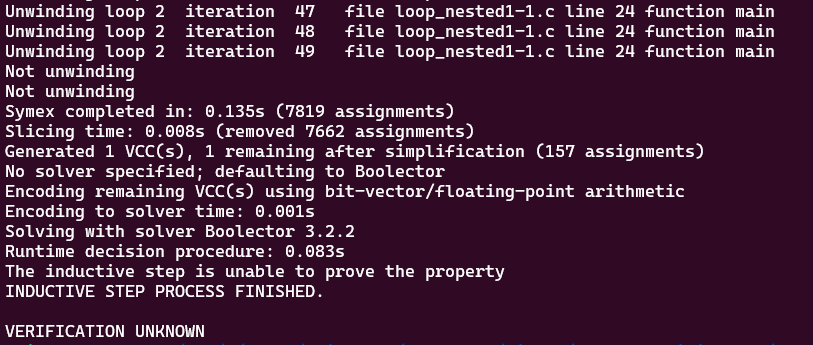 Unwinding loop 2 iteration 47 file loop_nested1-1.c line 24 function main
Unwinding loop 2 iteration 48 file loop_nested1-1.c line 24 function main
Unwinding loop 2 iteration 49 file loop_nested1-1.c line 24 function main
Not unwinding
Not unwinding
Symex completed in: 0.135s (7819 assignments)
Slicing time: 0.008s (removed 7662 assignments)
Generated 1 VCC(s), 1 remaining after simplification (157 assignments)
No solver specified; defaulting to Boolector
Encoding remaining VCC(s) using bit-vector/floating-point arithmetic
Encoding to solver time: 0.001s
Solving with solver Boolector 3.2.2
Runtime decision procedure: 0.083s
The inductive step is unable to prove the property
INDUCTIVE STEP PROCESS FINISHED.
VERIFICATION UNKNOWN